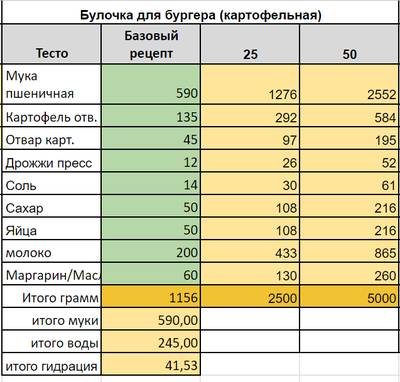 Булочка для бургера (картофельная)
Тесто Базовый рецепт 25 50
Мука пшеничная 590 1276 2552
Картофель отв. 135 292 584
Отвар карт. 45 97 195
Дрожжи пресс 12 26 52
Соль 14 30 61
Сахар 50 108 216
Яйца 50 108 216
молоко 200 433 865
Маргарин/Масл 60 130 260
Итого грамм 1156 2500 5000
итого муки 590,00
итого воды 245,00
итого гидрация 41,53